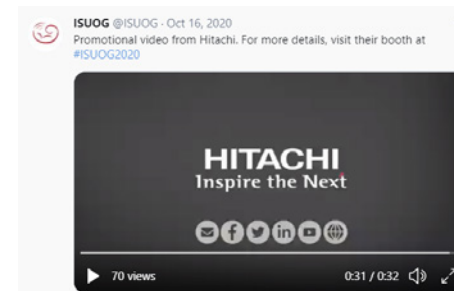 ISUOG @ISUOG · Oct 16, 2020
Promotional video from Hitachi. For more details, visit their booth at
#ISUOG2020
HITACHI
Inspire the Next
70 views
0:31 / 0:32